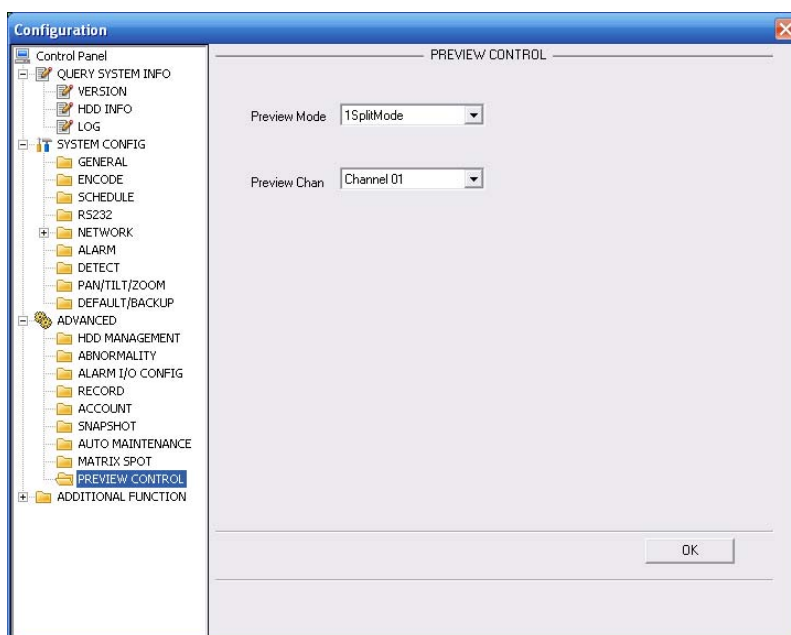 Configuration
Control Panel
QUERY SYSTEM INFO
VERSION
HDD INFO
LOG
SYSTEM CONFIG
GENERAL
ENCODE
SCHEDULE
RS232
NETWORK
ALARM
DETECT
PAN/TILT/ZOOM
DEFAULT/BACKUP
ADVANCED
HDD MANAGEMENT
ABNORMALITY
ALARM I/O CONFIG
RECORD
ACCOUNT
SNAPSHOT
AUTO MAINTENANCE
MATRIX SPOT
PREVIEW CONTROL
ADDITIONAL FUNCTION
PREVIEW CONTROL
Preview Mode 1SplitMode
Preview Chan Channel 01
OK